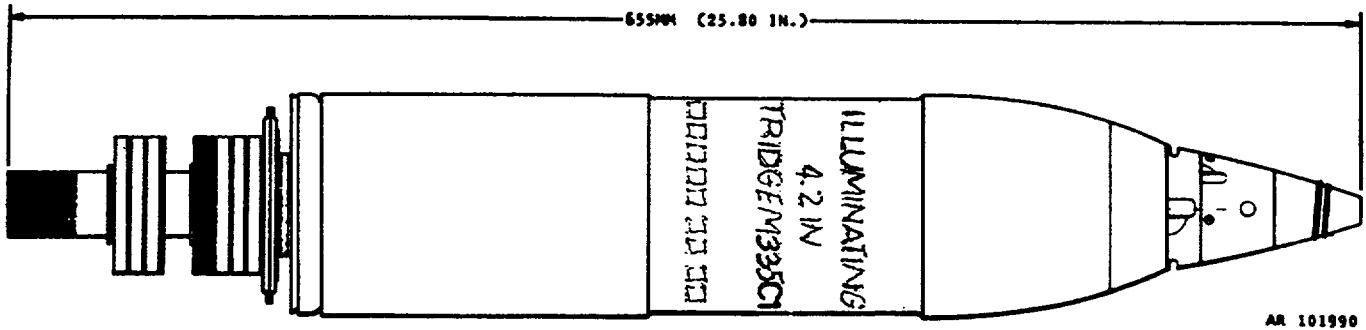 655MM (25.80 IN.)
ILLUMINATING
4.2 IN
TRIDGE M335C1
□□□□□□□□□
AR 101990